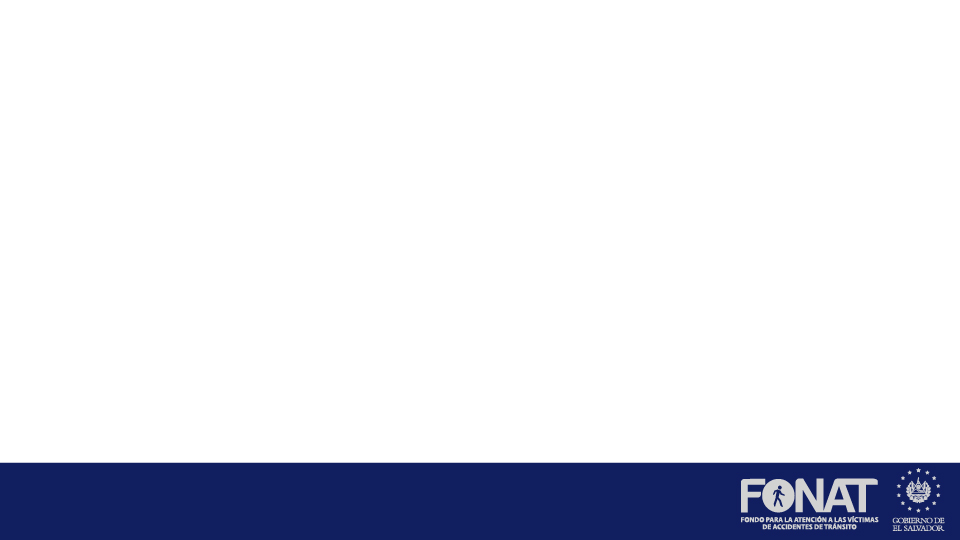 FONAT
FONDO PARA LA ATENCIÓN A LAS VÍCTIMAS
DE ACCIDENTES DE TRÁNSITO
GOBIERNO DE
EL SALVADOR